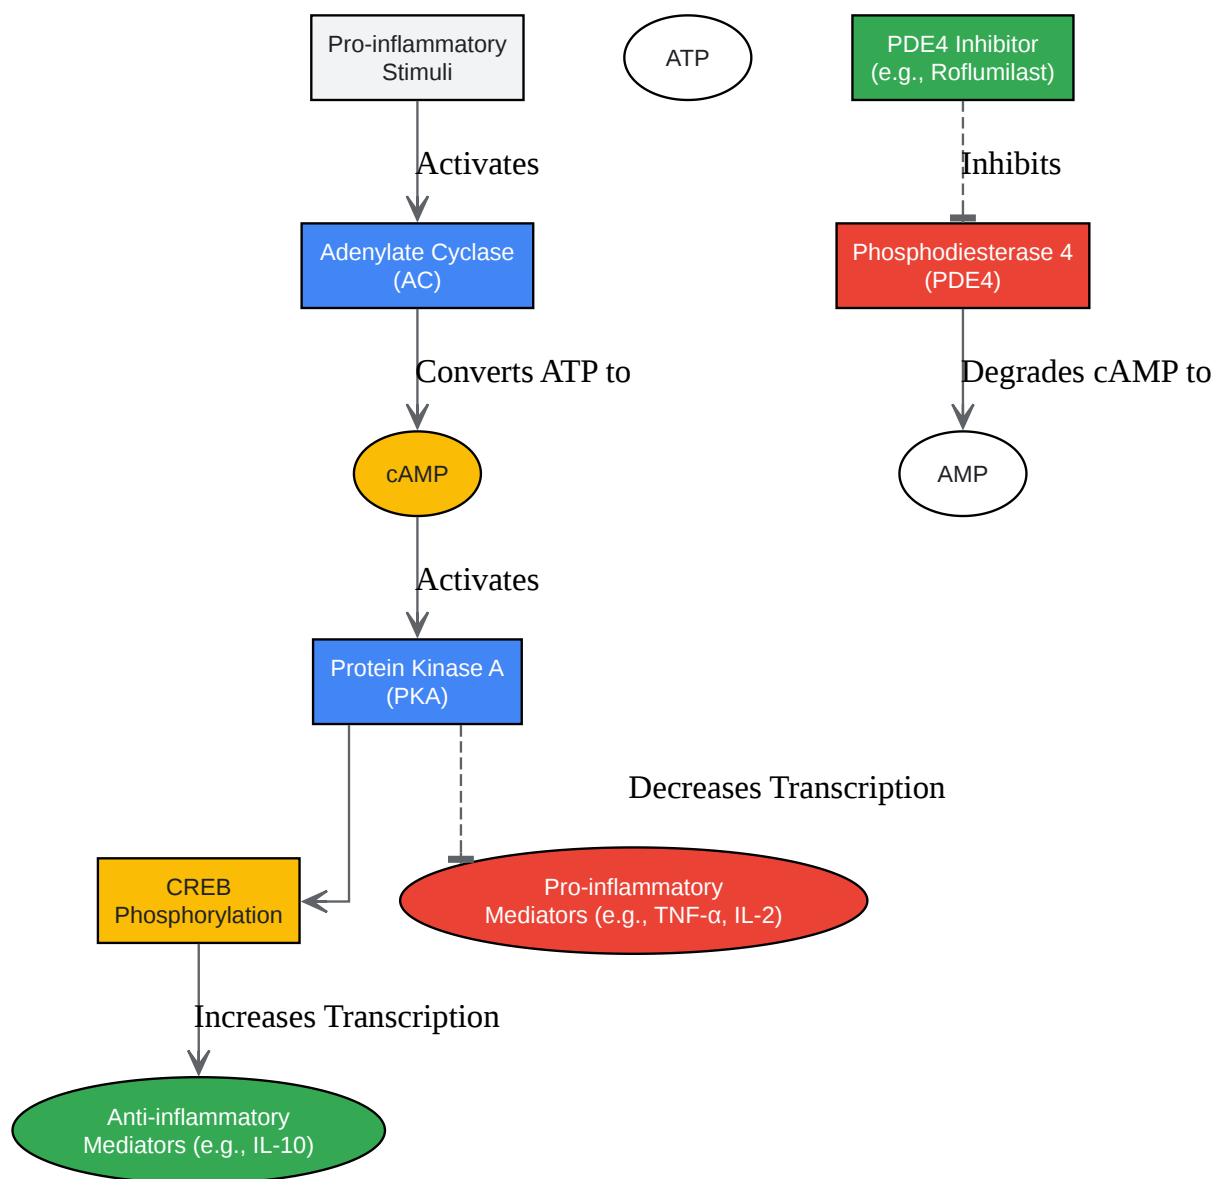 Pro-inflammatory
Stimuli
ATP
PDE4 Inhibitor
(e.g., Roflumilast)
Activates
Inhibits
Adenylate Cyclase
(AC)
Phosphodiesterase 4
(PDE4)
Converts ATP to
Degrades cAMP to
cAMP
AMP
Activates
Protein Kinase A
(PKA)
Decreases Transcription
CREB
Phosphorylation
Pro-inflammatory
Mediators (e.g., TNF-α, IL-2)
Increases Transcription
Anti-inflammatory
Mediators (e.g., IL-10)